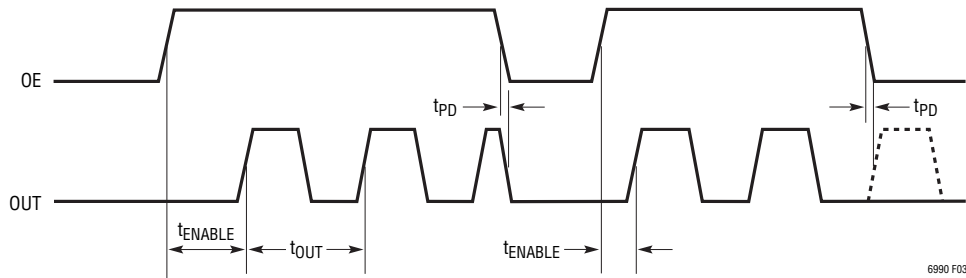 OE
tPD
tPD
OUT
tENABLE
tOUT
tENABLE
6990 F03